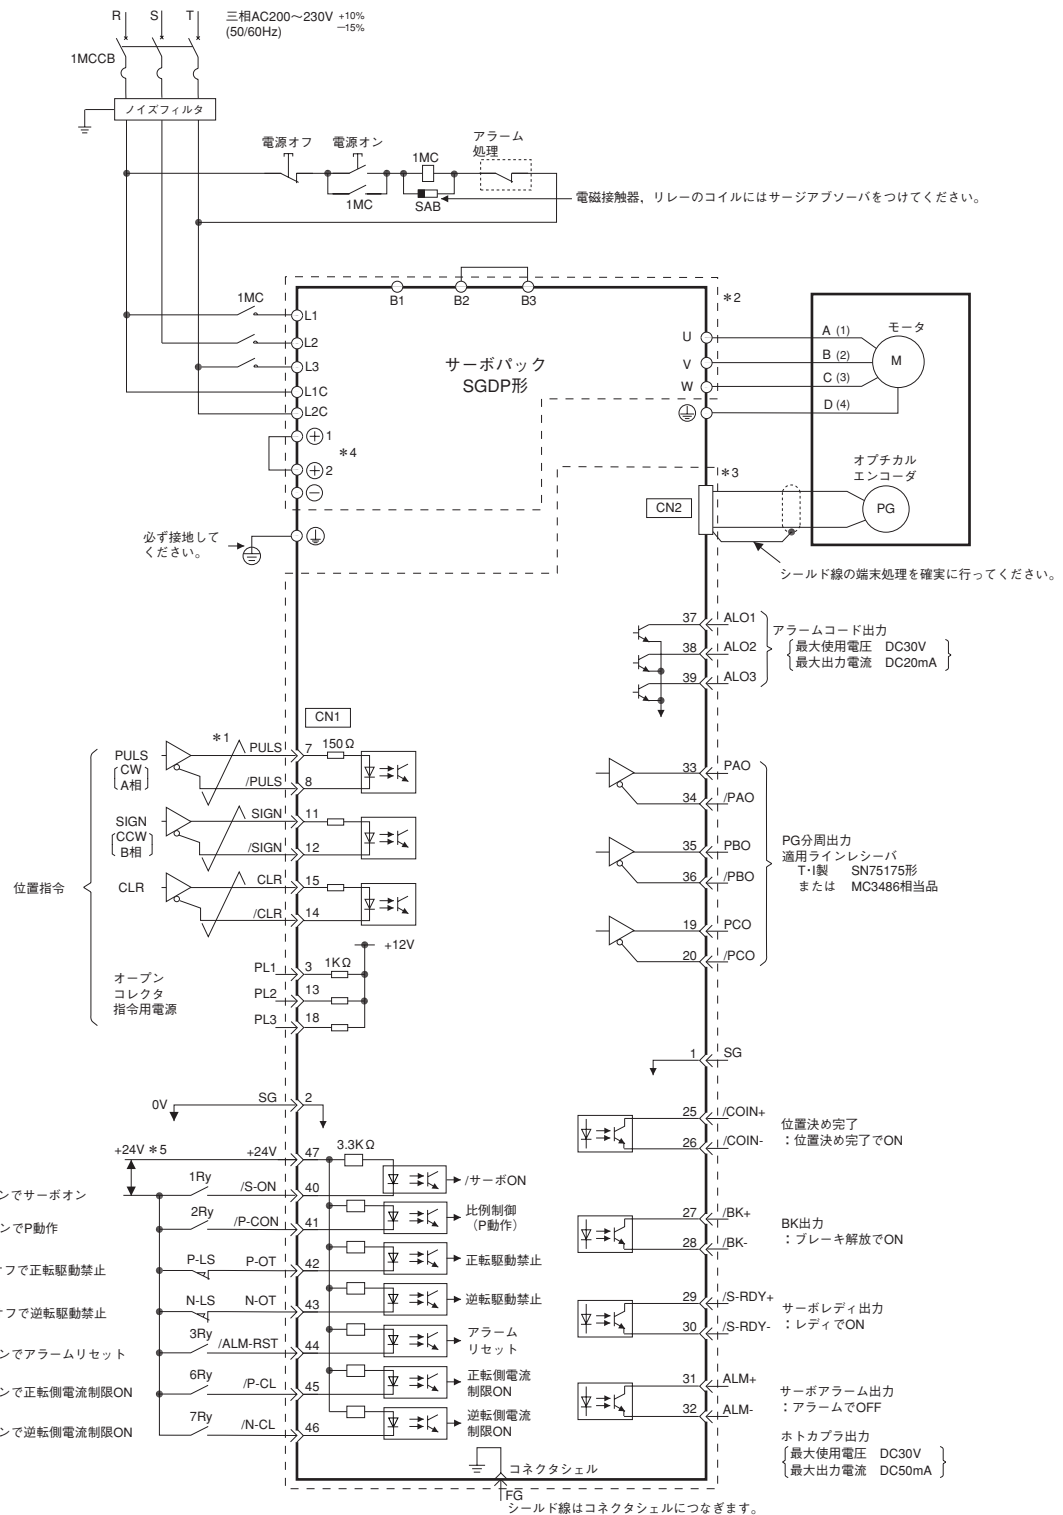 R S T 三相AC200～230V +10%
(50/60Hz) −15%
1MCCB
ノイズフィルタ
電源オフ 電源オン 1MC アラーム
処理
1MC SAB
電磁接触器，リレーのコイルにはサージアブソーバをつけてください。
B1 B2 B3
＊2
1MC
L1
L2
L3
L1C
L2C
1
＊4
2
サーボパック
SGDP形
U A (1) モータ
V B (2) M
W C (3)
D (4)
＊3
オプチカル
エンコーダ
CN2 PG
必ず接地して
ください。
シールド線の端末処理を確実に行ってください。
37 ALO1
38 ALO2
39 ALO3
アラームコード出力
最大使用電圧 DC30V
最大出力電流 DC20mA
CN1
位置指令
PULS
CW
A相
＊1 PULS 7 150Ω
/PULS 8
SIGN
CCW
B相
SIGN 11
/SIGN 12
CLR CLR 15
/CLR 14
+12V
オープン
コレクタ
指令用電源
PL1 3 1KΩ
PL2 13
PL3 18
33 PAO
34 /PAO
35 PBO
36 /PBO
19 PCO
20 /PCO
PG分周出力
適用ラインレシーバ
T・I製 SN75175形
または MC3486相当品
1 SG
SG 2
0V
+24V ＊5 +24V 47 3.3KΩ
ンでサーボオン 1Ry /S-ON 40 /サーボON
ンでP動作 2Ry /P-CON 41 比例制御
（P動作）
オフで正転駆動禁止 P-LS P-OT 42 正転駆動禁止
オフで逆転駆動禁止 N-LS N-OT 43 逆転駆動禁止
ンでアラームリセット 3Ry /ALM-RST 44 アラーム
リセット
ンで正転側電流制限ON 6Ry /P-CL 45 正転側電流
制限ON
ンで逆転側電流制限ON 7Ry /N-CL 46 逆転側電流
制限ON
25 /COIN+
26 /COIN-
位置決め完了
：位置決め完了でON
27 /BK+
28 /BK-
BK出力
：ブレーキ解放でON
29 /S-RDY+
30 /S-RDY-
サーボレディ出力
：レディでON
31 ALM+
32 ALM-
サーボアラーム出力
：アラームでOFF
ホトカプラ出力
最大使用電圧 DC30V
最大出力電流 DC50mA
コネクタシェル
FG
シールド線はコネクタシェルにつなぎます。